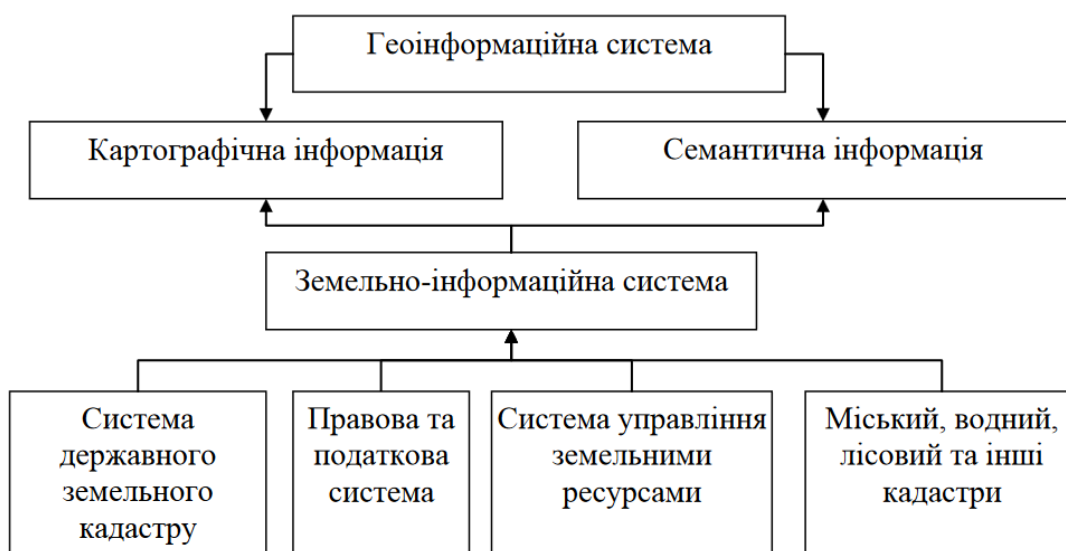 Геоінформаційна система
Картографічна інформація
Семантична інформація
Земельно-інформаційна система
Система
державного
земельного
кадастру
Правова та
податкова
система
Система управління
земельними
ресурсами
Міський, водний,
лісовий та інші
кадастри